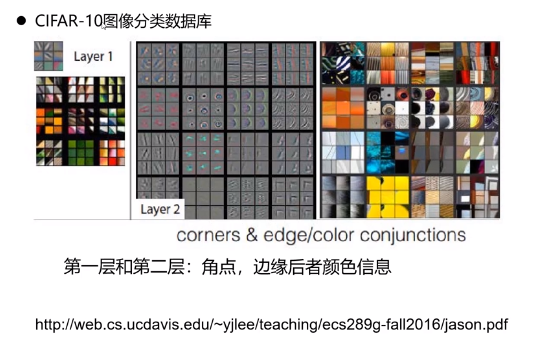 ● CIFAR-10图像分类数据库
Layer 1
Layer 2
corners & edge/color conjunctions
第一层和第二层：角点，边缘后者颜色信息
http://web.cs.ucdavis.edu/~yjlee/teaching/ecs289g-fall2016/jason.pdf